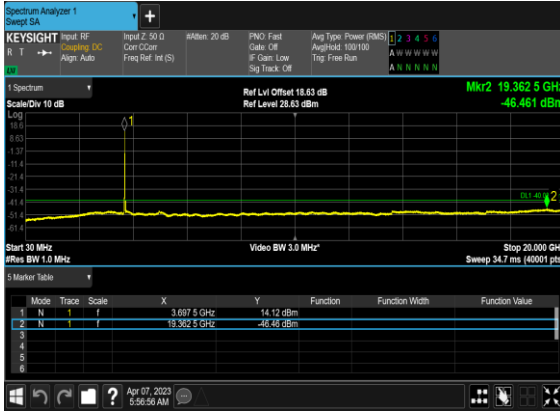 Spectrum Analyzer 1
Swept SA
+
KEYSIGHT
R T
Input: RF
Coupling: DC
Align: Auto
Input Z: 50 Ω
Corr CCorr
Freq Ref: Int (S)
#Atten: 20 dB
PNO: Fast
Gate: Off
IF Gain: Low
Sig Track: Off
Avg Type: Power (RMS)
Avg|Hold: 100/100
Trig: Free Run
1 2 3 4 5 6
A W W W W W
A N N N N N
1 Spectrum
Scale/Div 10 dB
Ref Lvl Offset 18.63 dB
Ref Level 28.63 dBm
Mkr2 19.362 5 GHz
-46.461 dBm
Log
18.6
8.63
-1.37
-11.4
-21.4
-31.4
-41.4
-51.4
-61.4
1
2
Start 30 MHz
#Res BW 1.0 MHz
Video BW 3.0 MHz*
Stop 20.000 GH
Sweep 34.7 ms (40001 pts
5 Marker Table
Mode Trace Scale X Y Function Function Width Function Value
1 N 1 f 3.697 5 GHz 14.12 dBm
2 N 1 f 19.362 5 GHz -46.46 dBm
3
4
5
6
?
Apr 07, 2023
5:56:56 AM